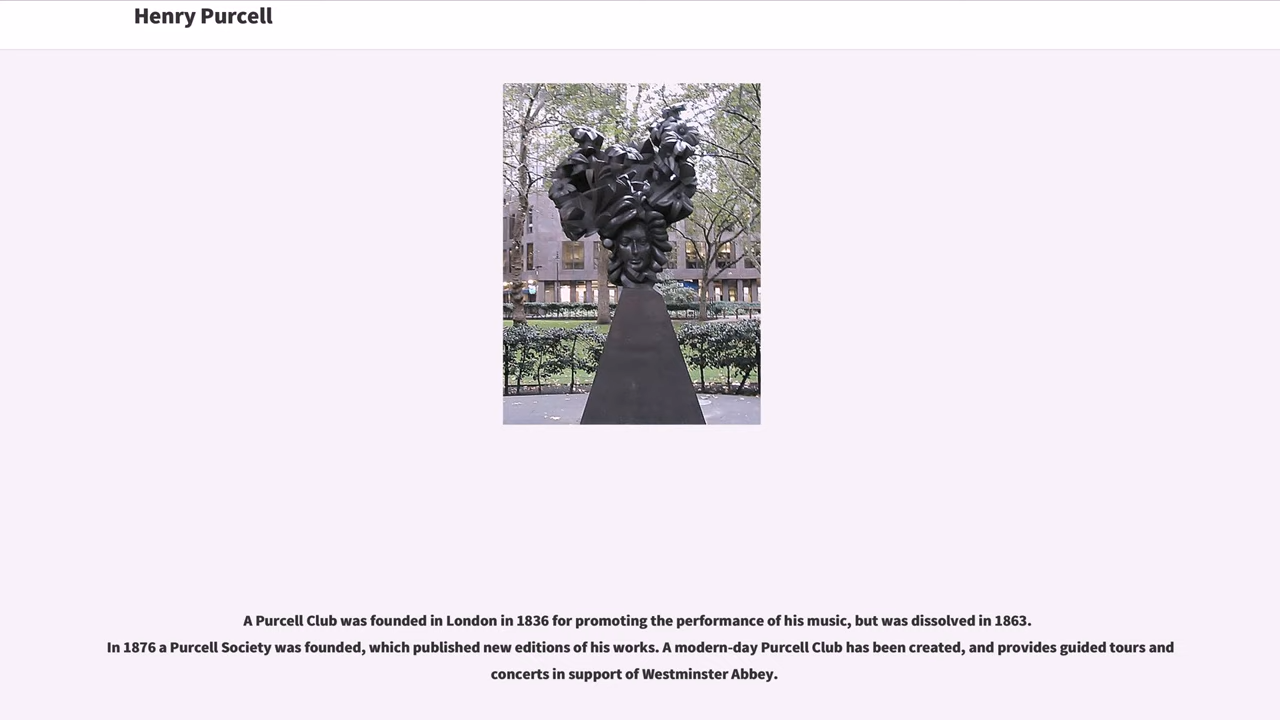 Henry Purcell
A Purcell Club was founded in London in 1836 for promoting the performance of his music, but was dissolved in 1863.
In 1876 a Purcell Society was founded, which published new editions of his works. A modern-day Purcell Club has been created, and provides guided tours and
concerts in support of Westminster Abbey.